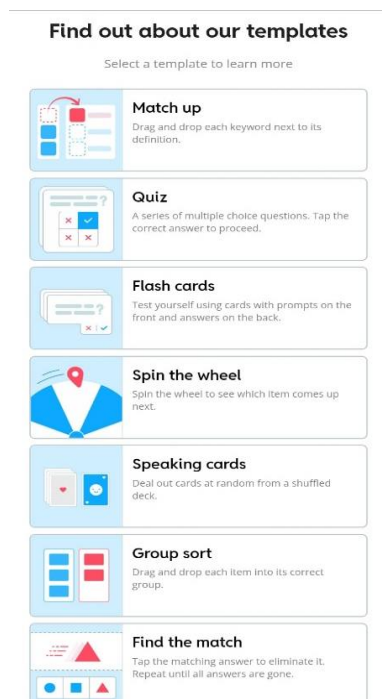 Find out about our templates
Select a template to learn more
Match up
Drag and drop each keyword next to its
definition.
Quiz
A series of multiple choice questions. Tap the
correct answer to proceed.
Flash cards
Test yourself using cards with prompts on the
front and answers on the back.
Spin the wheel
Spin the wheel to see which item comes up
next.
Speaking cards
Deal out cards at random from a shuffled
deck.
Group sort
Drag and drop each item into its correct
group.
Find the match
Tap the matching answer to eliminate it.
Repeat until all answers are gone.